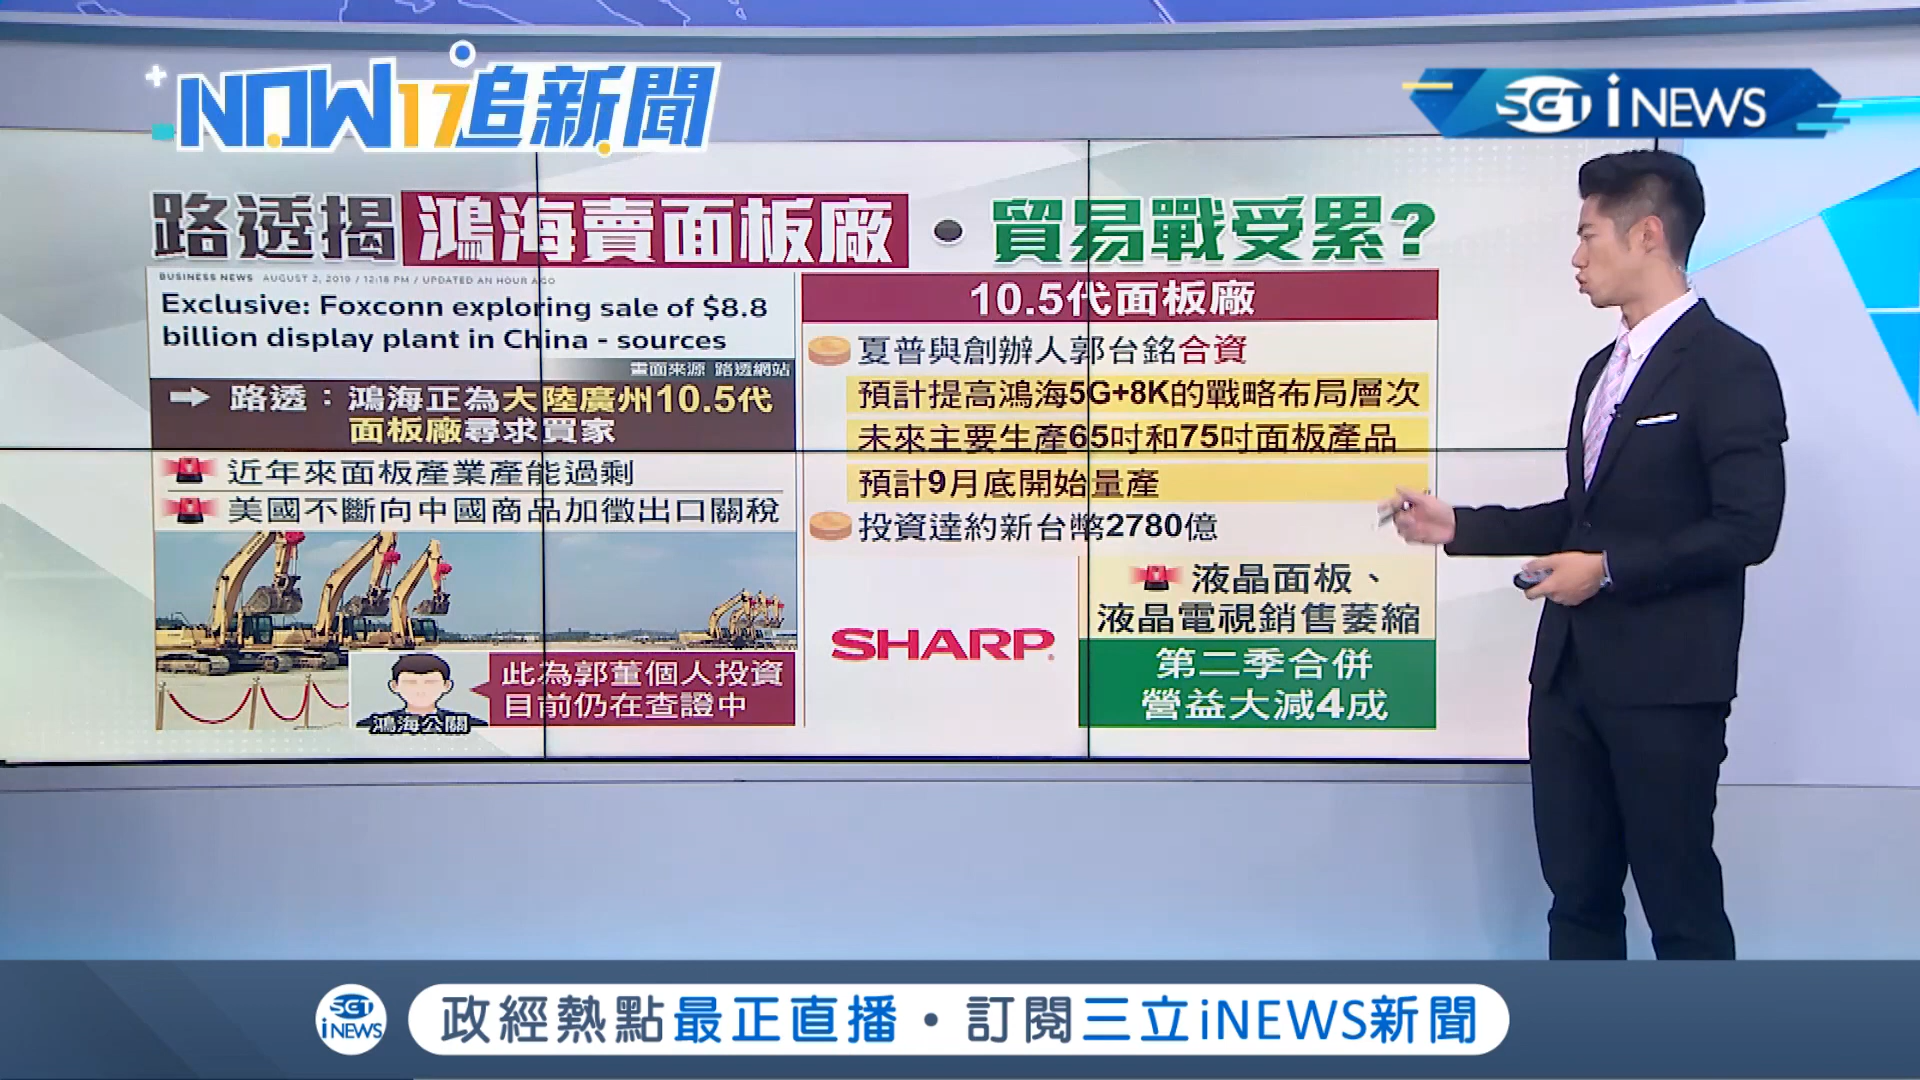 NOW17追新聞
SET iNEWS
路透揭鴻海賣面板廠・貿易戰受累?
BUSINESS NEWS AUGUST 2, 2019 / 12:18 PM / UPDATED AN HOUR AGO
Exclusive: Foxconn exploring sale of $8.8
billion display plant in China - sources
畫面來源 路透網站
路透：鴻海正為大陸廣州10.5代
面板廠尋求買家
近年來面板產業產能過剩
美國不斷向中國商品加徵出口關稅
此為郭董個人投資
目前仍在查證中
鴻海公關
10.5代面板廠
夏普與創辦人郭台銘合資
預計提高鴻海5G+8K的戰略布局層次
未來主要生產65吋和75吋面板產品
預計9月底開始量產
投資達約新台幣2780億
SHARP
液晶面板、
液晶電視銷售萎縮
第二季合併
營益大減4成
SET
iNEWS
政經熱點最正直播・訂閱三立iNEWS新聞